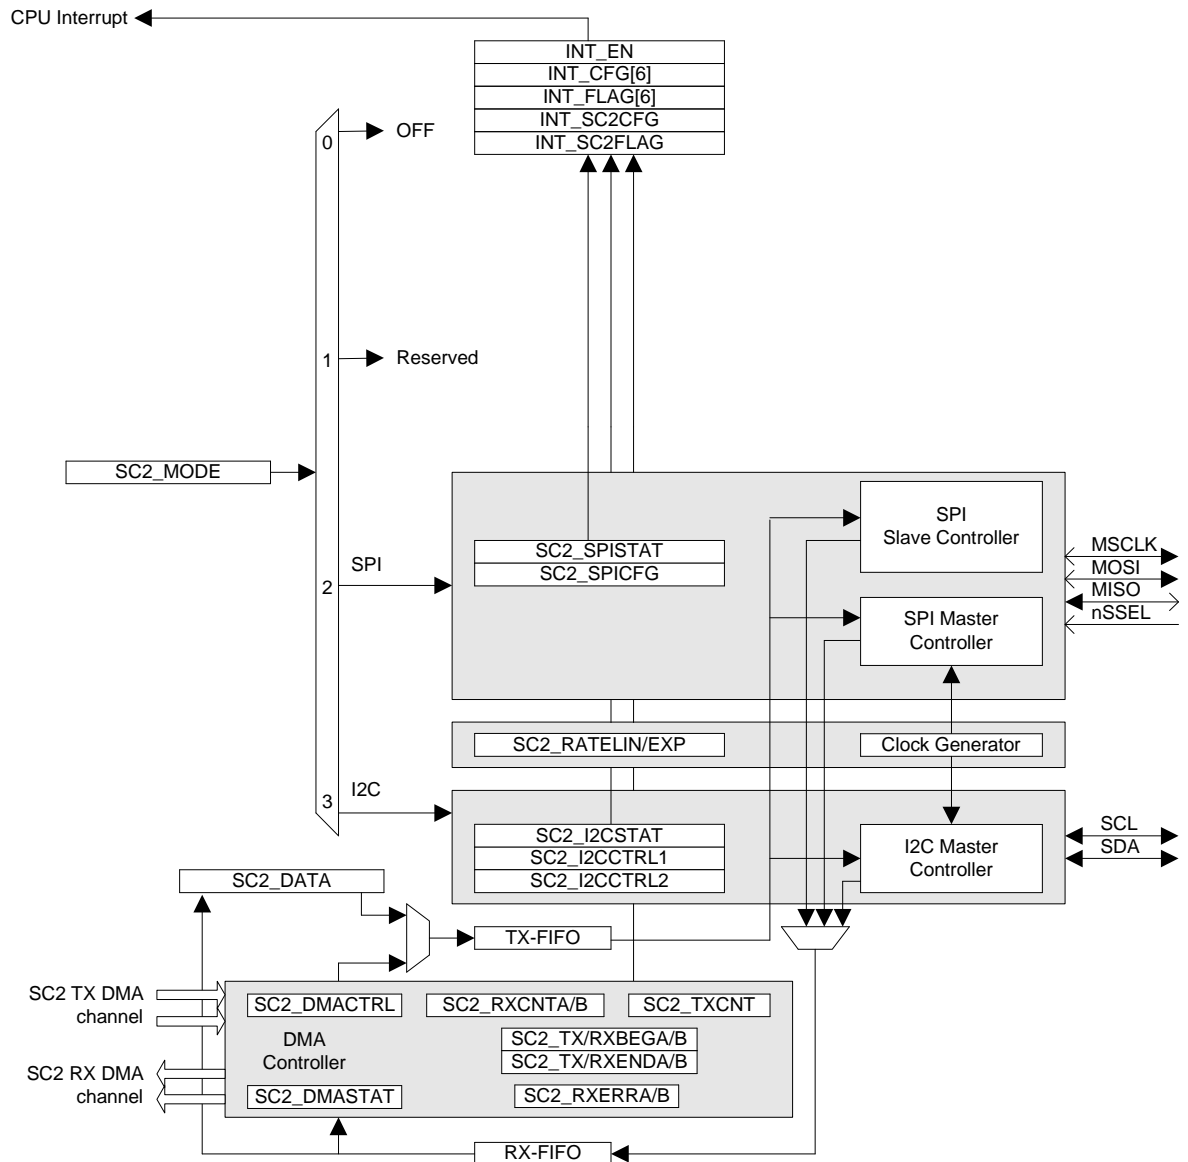 CPU Interrupt
INT_EN
INT_CFG[6]
INT_FLAG[6]
INT_SC2CFG
INT_SC2FLAG
0
OFF
1
Reserved
SC2_MODE
SPI
2
SC2_SPISTAT
SC2_SPICFG
SPI
Slave Controller
SPI Master
Controller
MSCLK
MOSI
MISO
nSSEL
SC2_RATELIN/EXP
Clock Generator
I2C
3
SC2_I2CSTAT
SC2_I2CCTRL1
SC2_I2CCTRL2
I2C Master
Controller
SCL
SDA
SC2_DATA
TX-FIFO
SC2 TX DMA
channel
SC2_DMACTRL
SC2_RXCNTA/B
SC2_TXCNT
DMA
Controller
SC2_TX/RXBEGA/B
SC2_TX/RXENDA/B
SC2 RX DMA
channel
SC2_DMASTAT
SC2_RXERRA/B
RX-FIFO